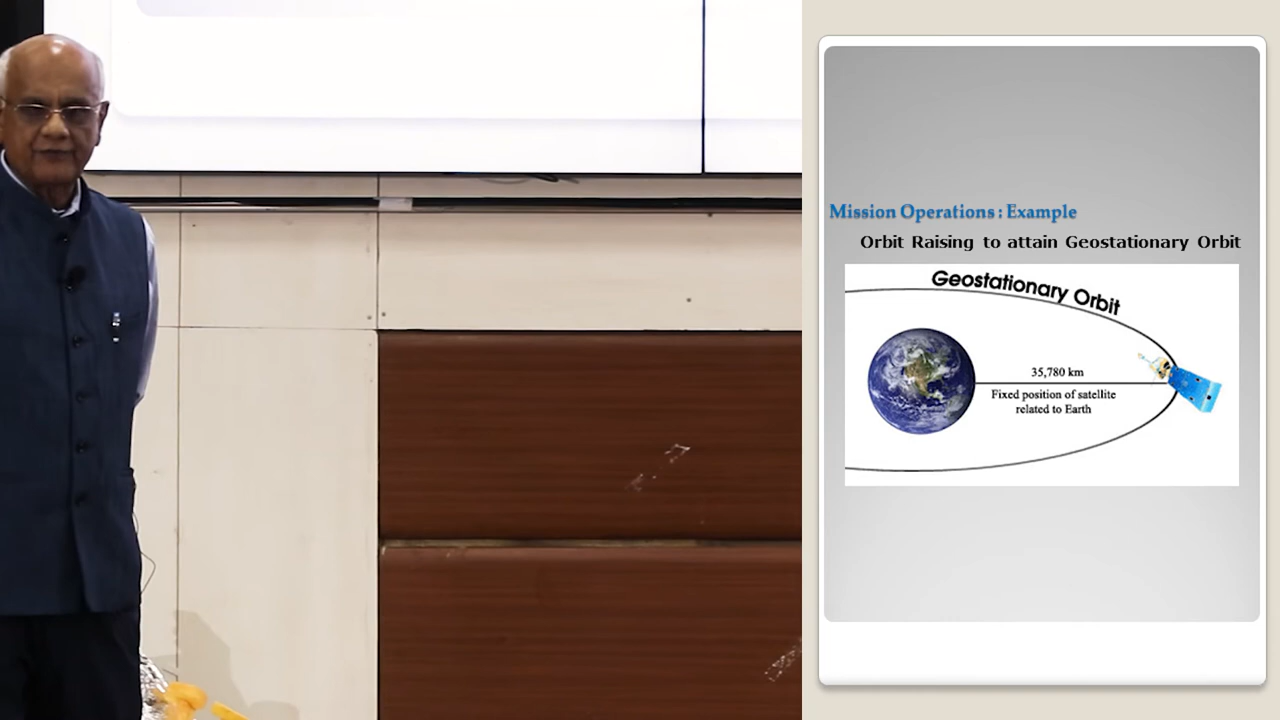 Mission Operations : Example
Orbit Raising to attain Geostationary Orbit
Geostationary Orbit
35,780 km
Fixed position of satellite
related to Earth